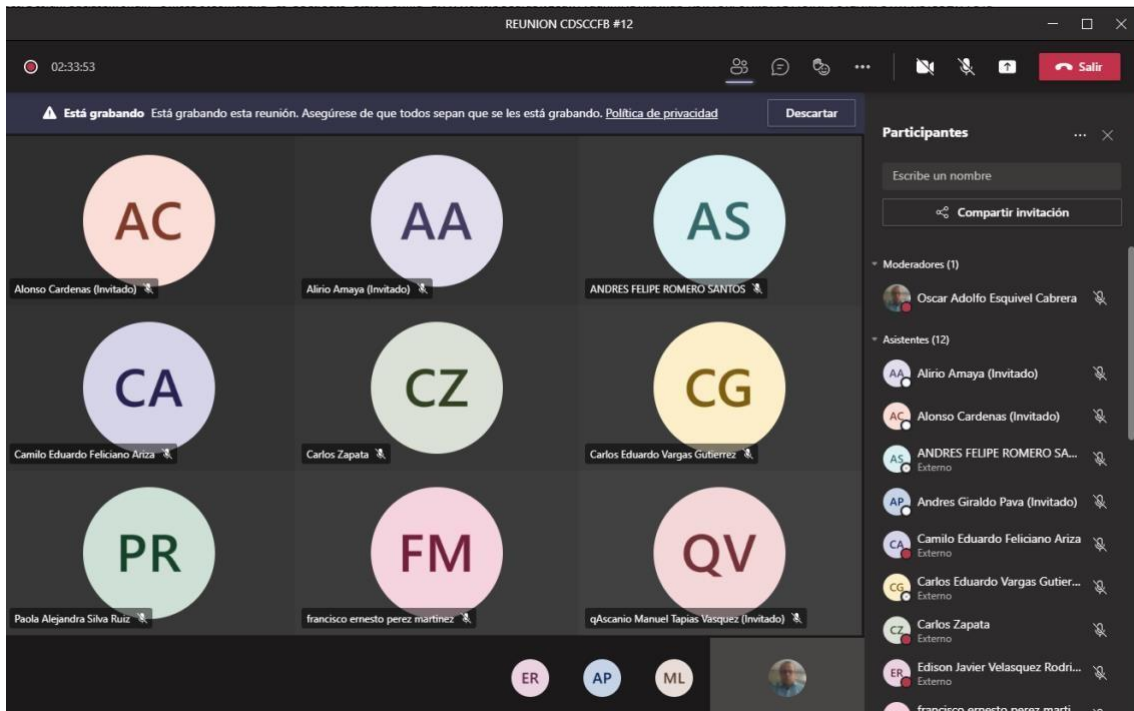 REUNION CDSCCFB #12
02:33:53
Salir
Está grabando Está grabando esta reunión. Asegúrese de que todos sepan que se les está grabando. Política de privacidad
Descartar
AC
Alonso Cardenas (Invitado)
AA
Alirio Amaya (Invitado)
AS
ANDRES FELIPE ROMERO SANTOS
CA
Camilo Eduardo Feliciano Ariza
CZ
Carlos Zapata
CG
Carlos Eduardo Vargas Gutierrez
PR
Paola Alejandra Silva Ruiz
FM
francisco ernesto perez martinez
QV
qAscanio Manuel Tapias Vasquez (Invitado)
ER
AP
ML
Participantes
Escribe un nombre
Compartir invitación
Moderadores (1)
Oscar Adolfo Esquivel Cabrera
Asistentes (12)
AA Alirio Amaya (Invitado)
AC Alonso Cardenas (Invitado)
AS ANDRES FELIPE ROMERO SA...
Externo
AP Andres Giraldo Pava (Invitado)
CA Camilo Eduardo Feliciano Ariza
Externo
CG Carlos Eduardo Vargas Gutier...
Externo
CZ Carlos Zapata
Externo
ER Edison Javier Velasquez Rodri...
Externo
francisco ernesto perez marti...